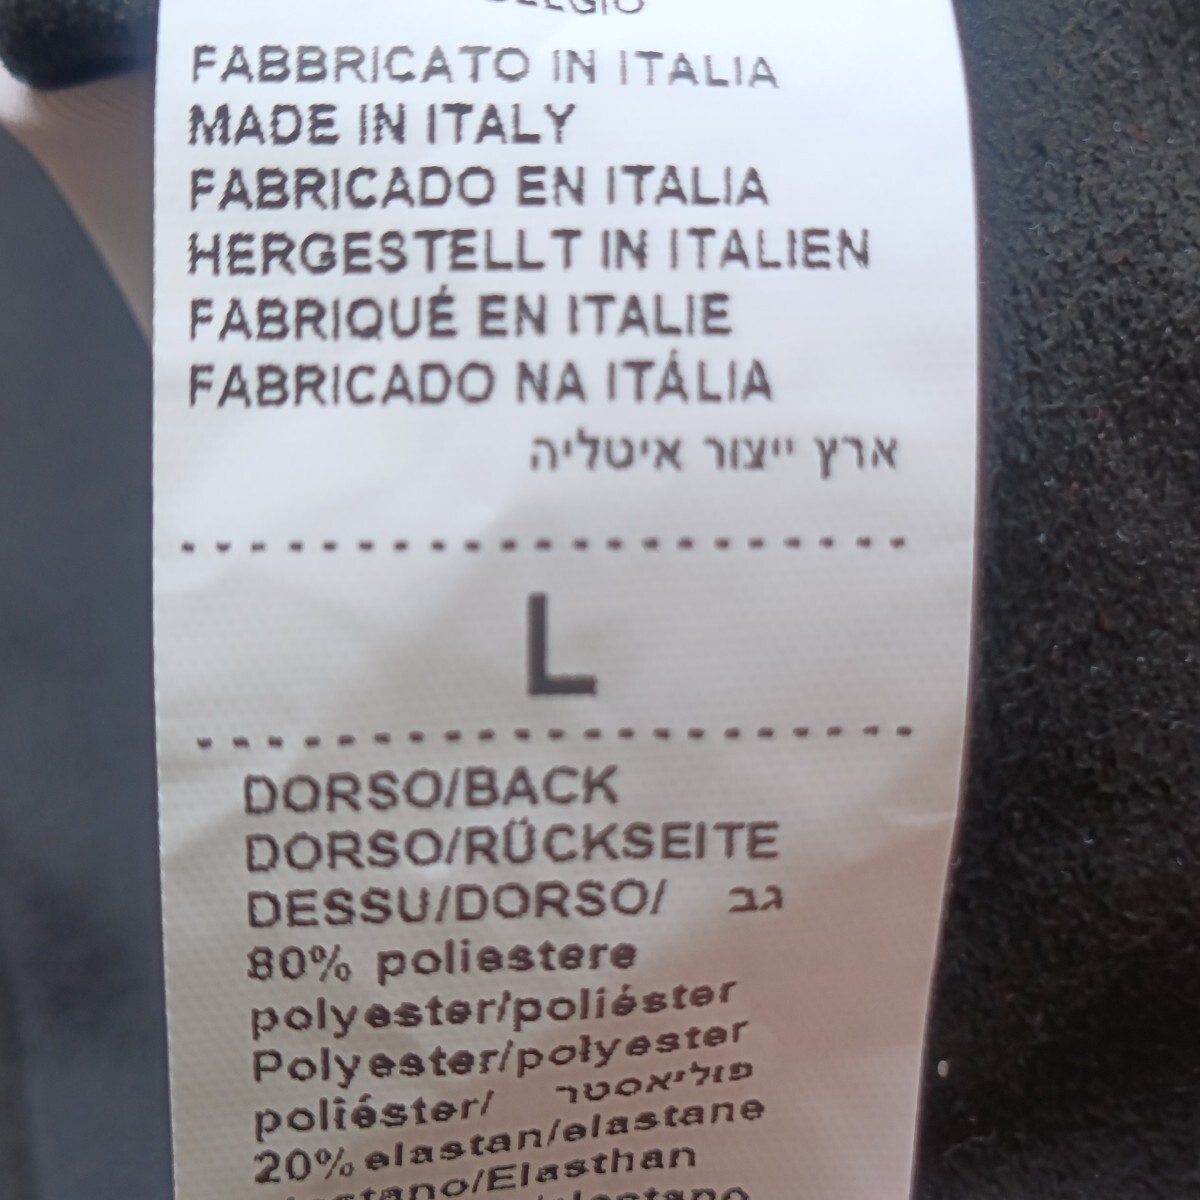 FABBRICATO IN ITALIA
MADE IN ITALY
FABRICADO EN ITALIA
HERGESTELLT IN ITALIEN
FABRIQUÉ EN ITALIE
FABRICADO NA ITÁLIA
ארץ ייצור איטליה
L
DORSO/BACK
DORSO/RÜCKSEITE
DESSU/DORSO/ גב
80% poliestere
polyester/poliéster
Polyester/polyester
poliéster/ פוליאסטר
20% elastan/elastane
/Elasthan